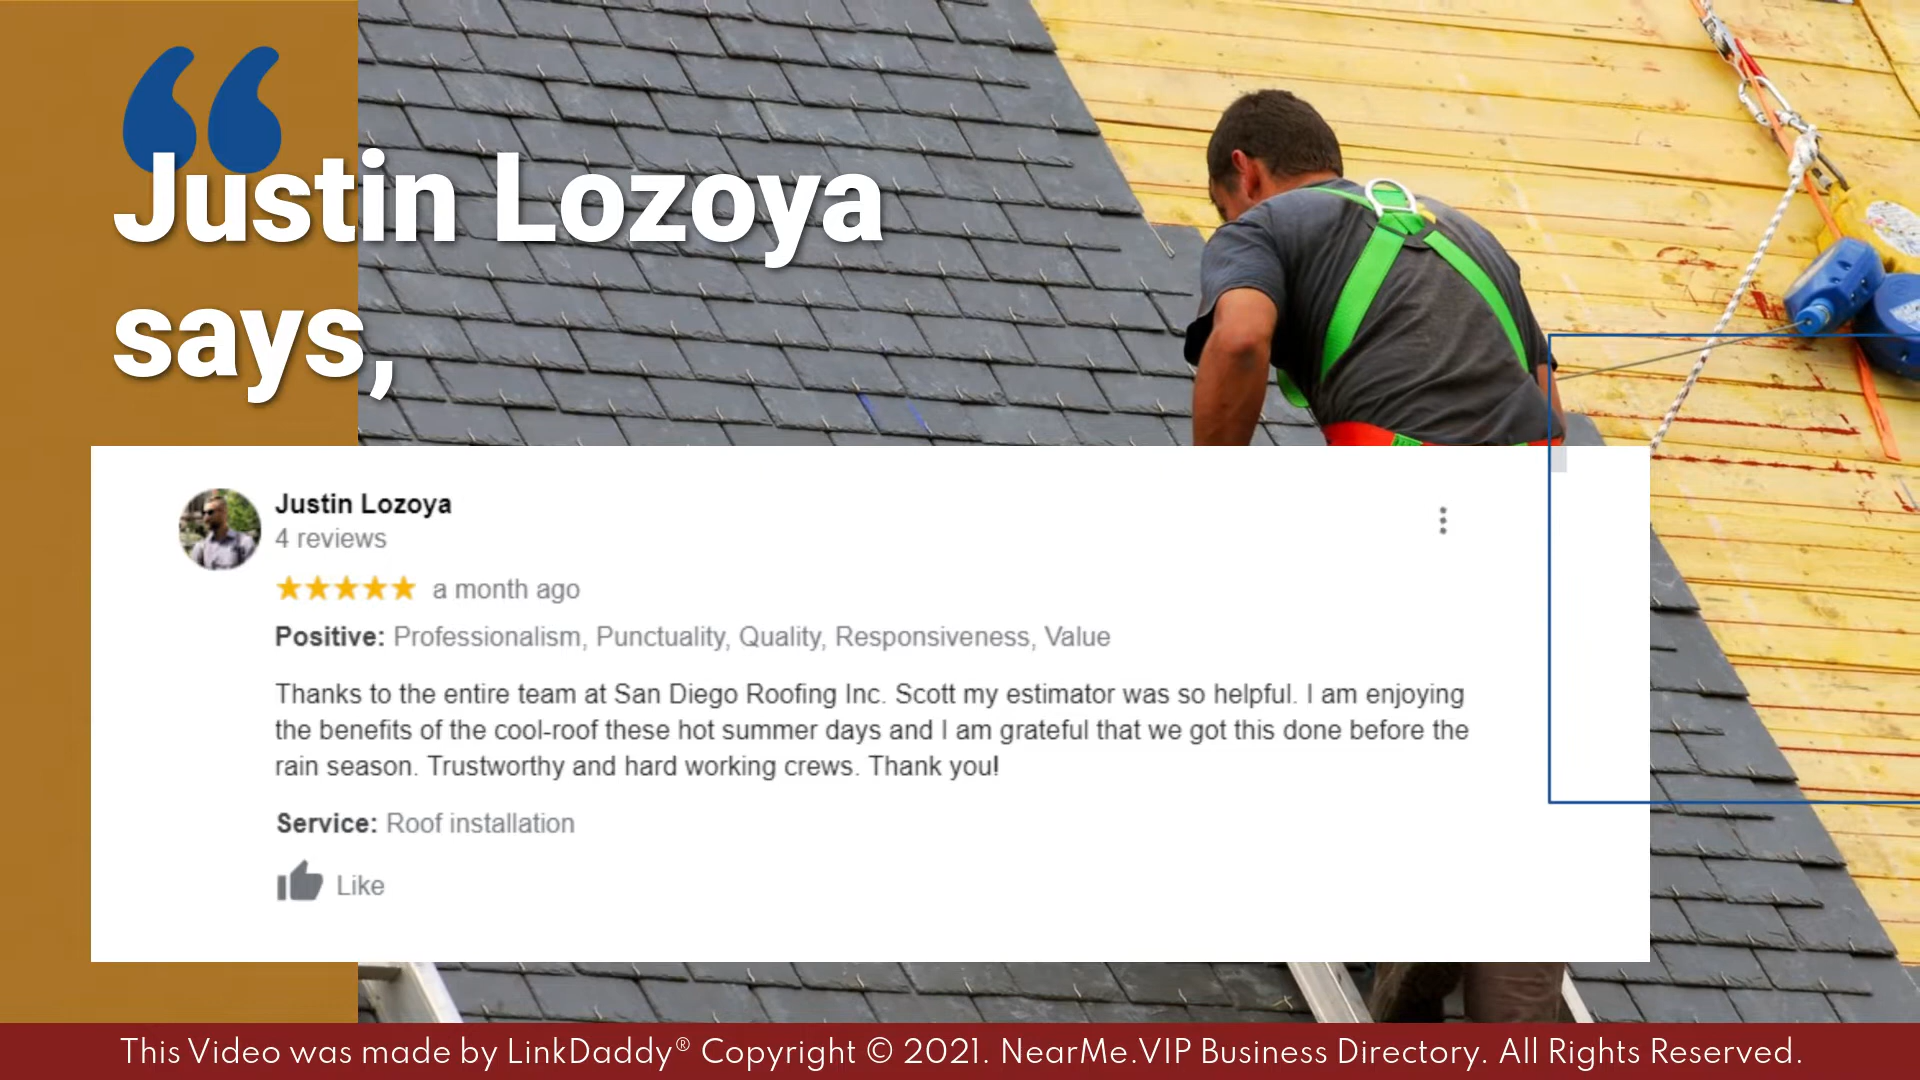 “
Justin Lozoya
says,
Justin Lozoya
4 reviews
★★★★★ a month ago
Positive: Professionalism, Punctuality, Quality, Responsiveness, Value
Thanks to the entire team at San Diego Roofing Inc. Scott my estimator was so helpful. I am enjoying
the benefits of the cool-roof these hot summer days and I am grateful that we got this done before the
rain season. Trustworthy and hard working crews. Thank you!
Service: Roof installation
Like
This Video was made by LinkDaddy® Copyright © 2021. NearMe.VIP Business Directory. All Rights Reserved.